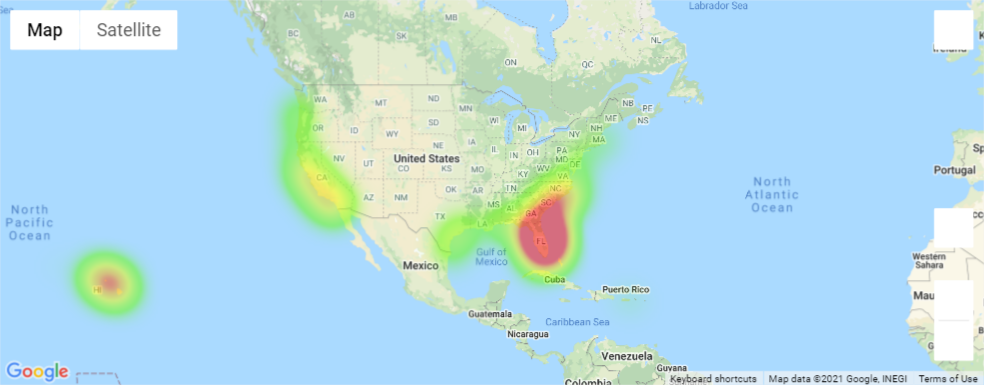 Map Satellite
Labrador Sea
AB
MB
BC
SK
ON
QC
NL
Ireland
WA
MT
ND
MN
NB
PE
NS
OR
ID
SD
WI
MI
ME
NH
WY
NY
MA
NE
IA
IL
IN
OH
PA
NV
UT
United States
CO
KS
MO
WV
MD
DE
CA
KY
VA
AZ
NM
OK
AR
TN
NC
MS
AL
SC
TX
LA
GA
FL
Portugal
North
Atlantic
Ocean
North
Pacific
Ocean
Gulf of
Mexico
Mexico
Cuba
Western
Sahara
HI
Puerto Rico
Guatemala
Caribbean Sea
Nicaragua
Venezuela
Guyana
Colombia
Google
Keyboard shortcuts Map data ©2021 Google, INEGI Terms of Use